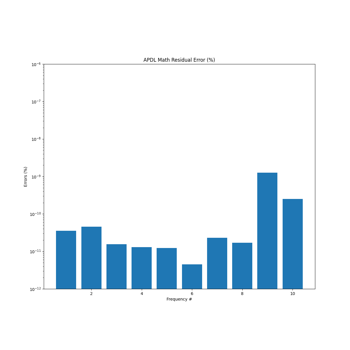 APDL Math Residual Error (%)
10⁻⁶
10⁻⁷
10⁻⁸
10⁻⁹
10⁻¹⁰
10⁻¹¹
10⁻¹²
Errors (%)
2 4 6 8 10
Frequency #